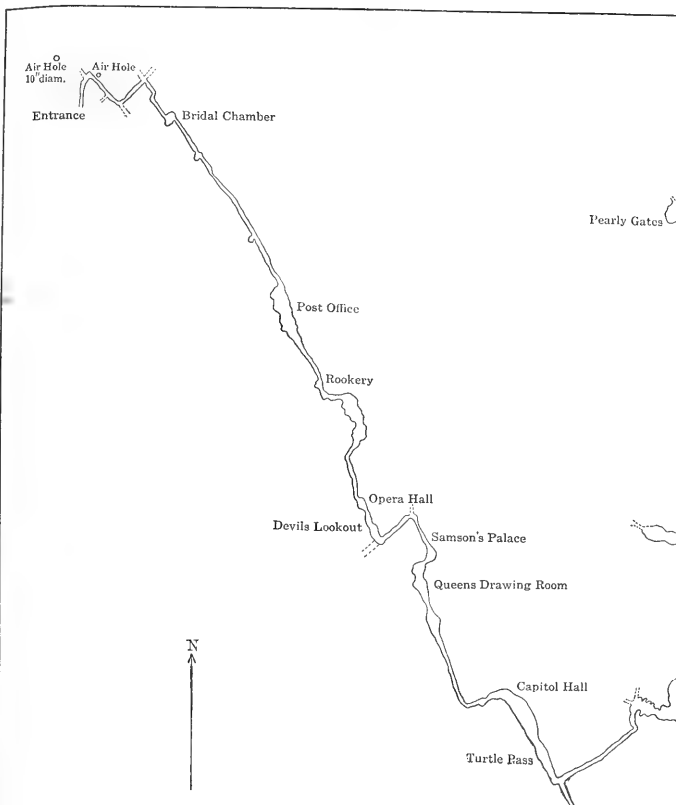 Air Hole
10" diam.
Air Hole
Entrance
Bridal Chamber
Pearly Gates
Post Office
Rookery
Opera Hall
Devils Lookout
Samson's Palace
Queens Drawing Room
N
Capitol Hall
Turtle Pass